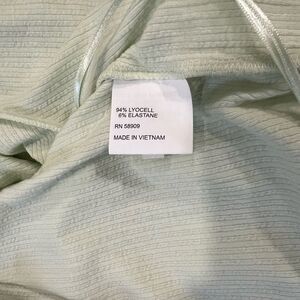 94% LYOCELL
6% ELASTANE
RN 58909
MADE IN VIETNAM